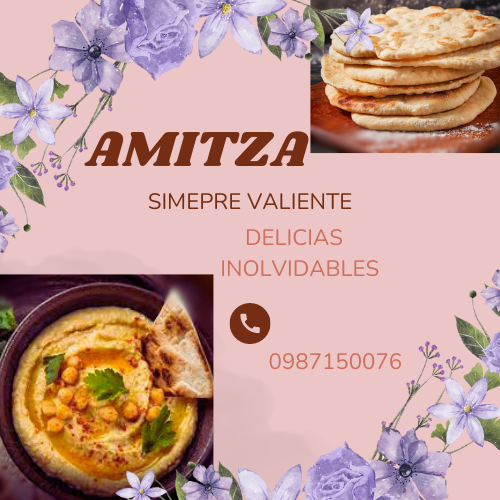 AMITZA
SIMEPRE VALIENTE
DELICIAS
INOLVIDABLES
0987150076